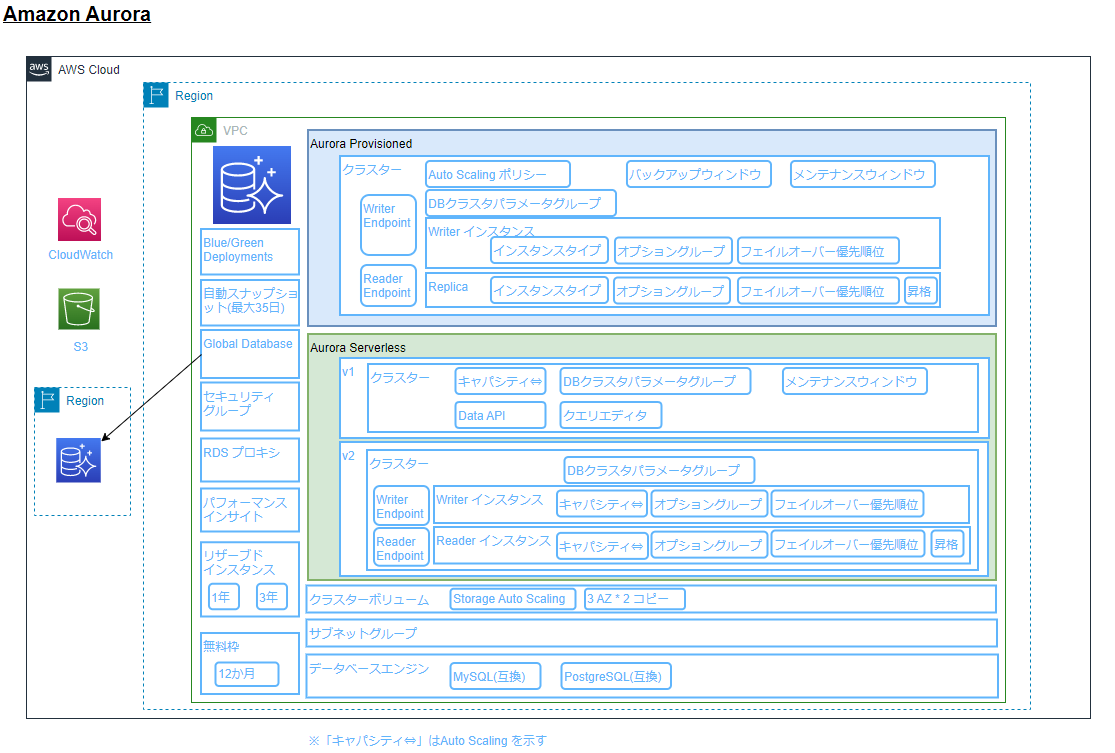 Amazon Aurora
aws
AWS Cloud
Region
VPC
CloudWatch
S3
Region
Blue/Green
Deployments
自動スナップショ
ット(最大35日)
Global Database
セキュリティ
グループ
RDS プロキシ
パフォーマンス
インサイト
リザーブド
インスタンス
1年
3年
無料枠
12か月
Aurora Provisioned
クラスター
Auto Scaling ポリシー
バックアップウィンドウ
メンテナンスウィンドウ
DBクラスタパラメータグループ
Writer
Endpoint
Writer インスタンス
インスタンスタイプ
オプショングループ
フェイルオーバー優先順位
Reader
Endpoint
Replica
インスタンスタイプ
オプショングループ
フェイルオーバー優先順位
昇格
Aurora Serverless
v1
クラスター
キャパシティ⇔
DBクラスタパラメータグループ
メンテナンスウィンドウ
Data API
クエリエディタ
v2
クラスター
DBクラスタパラメータグループ
Writer
Endpoint
Writer インスタンス
キャパシティ⇔
オプショングループ
フェイルオーバー優先順位
Reader
Endpoint
Reader インスタンス
キャパシティ⇔
オプショングループ
フェイルオーバー優先順位
昇格
クラスターボリューム
Storage Auto Scaling
3 AZ * 2 コピー
サブネットグループ
データベースエンジン
MySQL(互換)
PostgreSQL(互換)
※「キャパシティ⇔」はAuto Scaling を示す